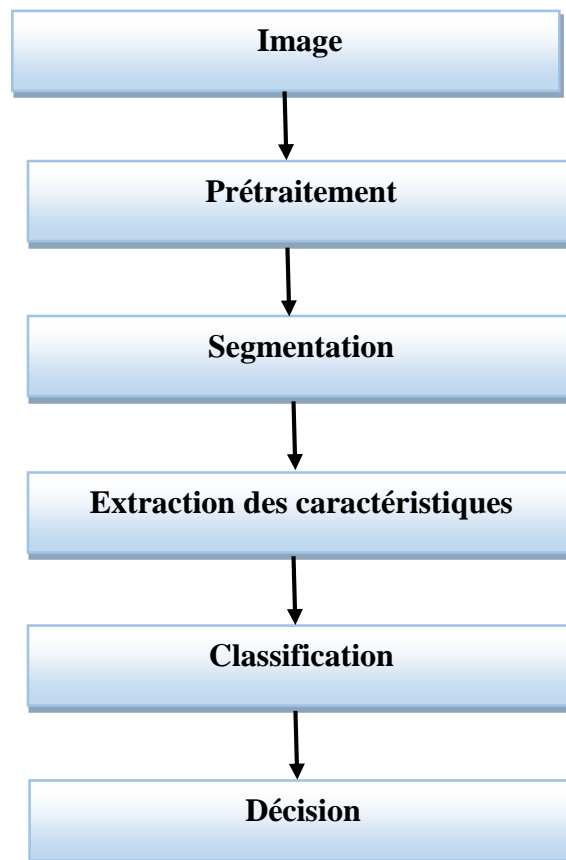 Image
Prétraitement
Segmentation
Extraction des caractéristiques
Classification
Décision